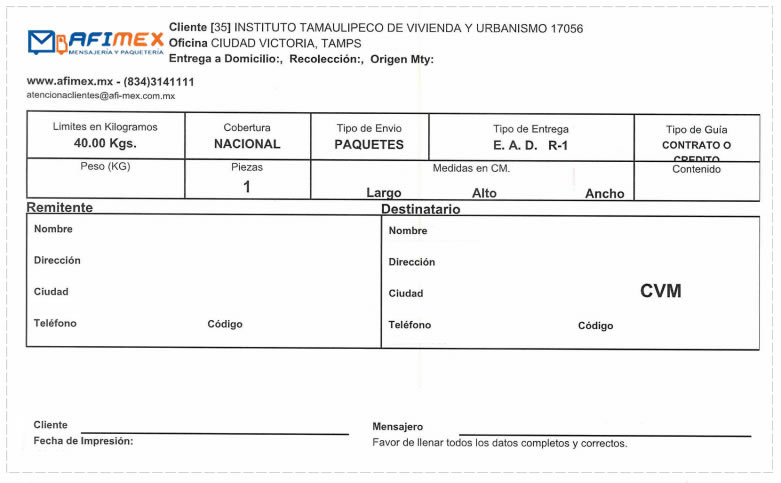 AFIMEX
MENSAJERÍA Y PAQUETERÍA
Cliente [35] INSTITUTO TAMAULIPECO DE VIVIENDA Y URBANISMO 17056
Oficina CIUDAD VICTORIA, TAMPS
Entrega a Domicilio:, Recolección:, Origen Mty:
www.afimex.mx - (834)3141111
atencionaclientes@afi-mex.com.mx
Limites en Kilogramos Cobertura Tipo de Envio Tipo de Entrega Tipo de Guía
40.00 Kgs. NACIONAL PAQUETES E. A. D. R-1 CONTRATO O
CREDITO
Peso (KG) Piezas Medidas en CM. Contenido
1 Largo Alto Ancho
Remitente Destinatario
Nombre Nombre
Dirección Dirección
Ciudad Ciudad CVM
Teléfono Código Teléfono Código
Cliente Mensajero
Fecha de Impresión: Favor de llenar todos los datos completos y correctos.